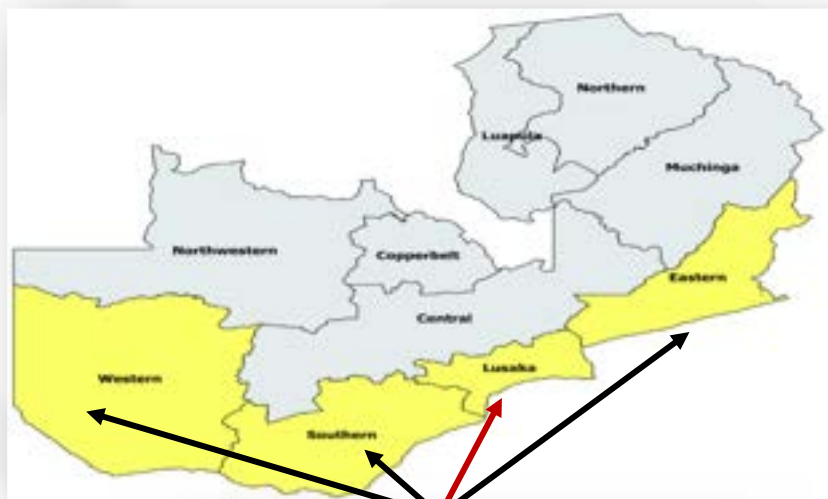 Northern
Luapula
Muchinga
Northwestern
Copperbelt
Eastern
Central
Lusaka
Western
Southern